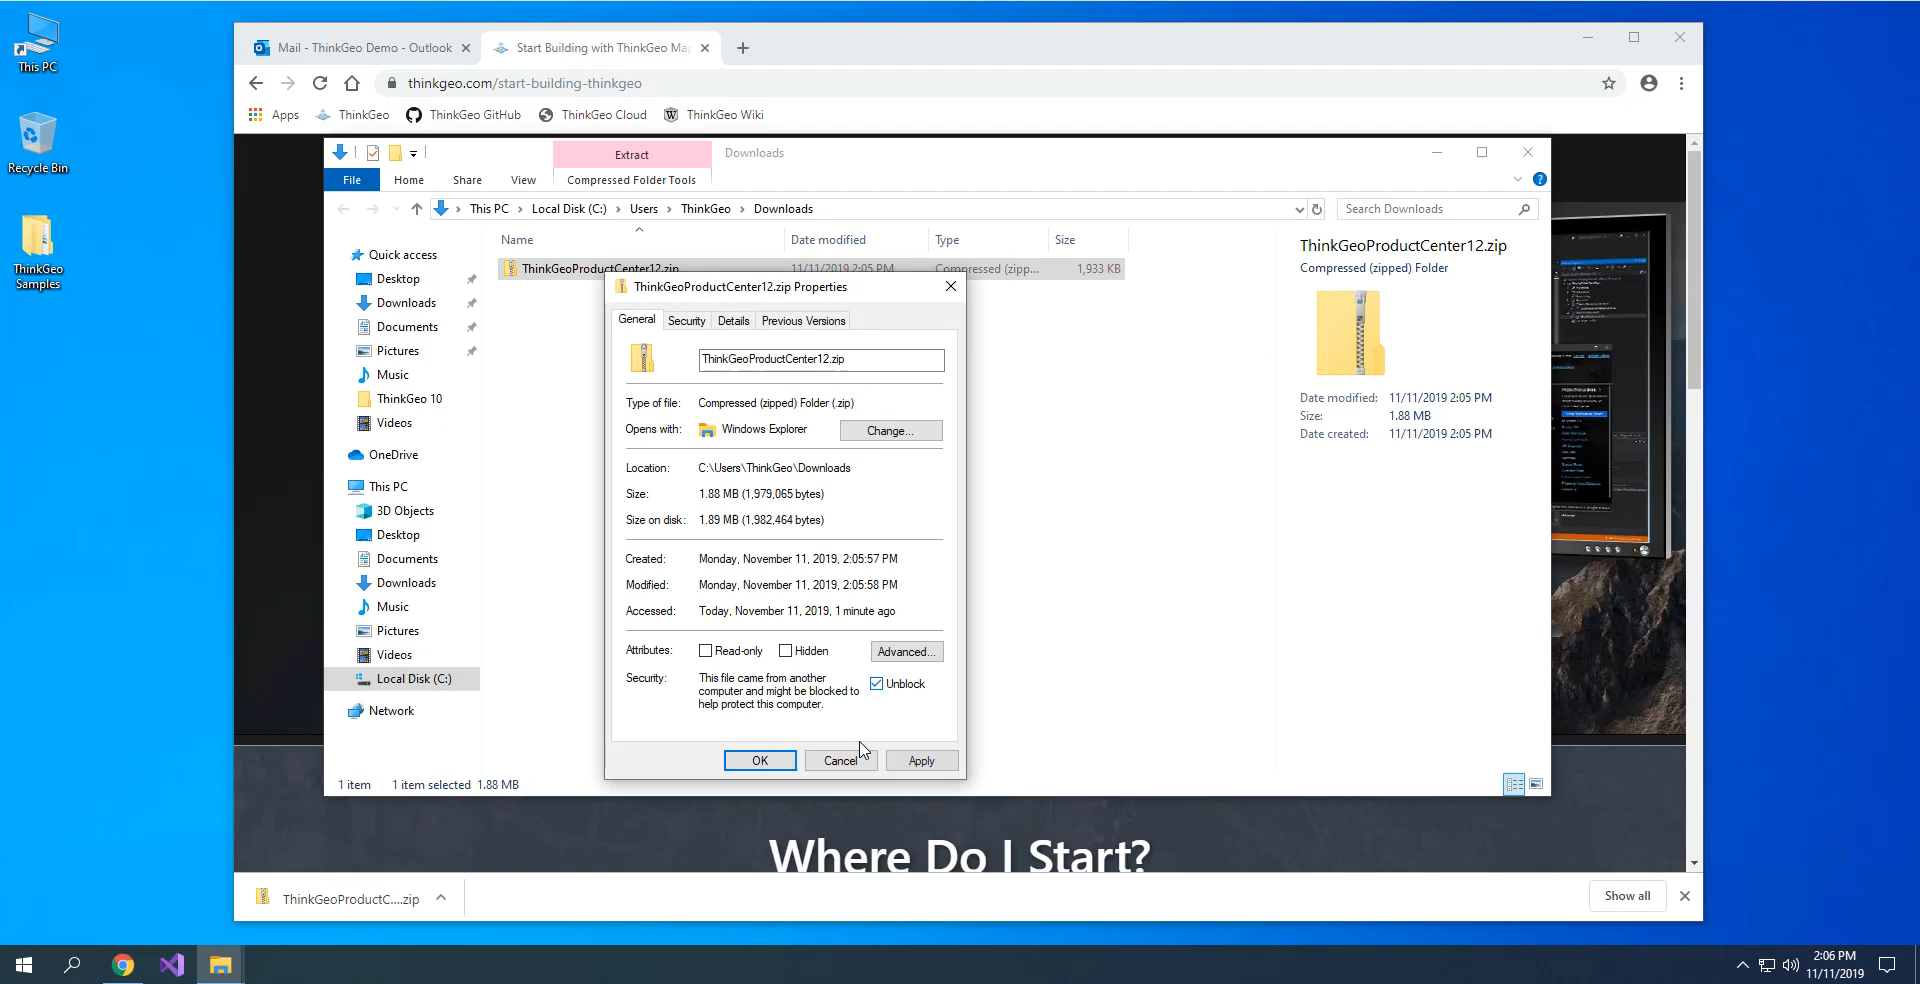 This PC
Recycle Bin
ThinkGeo
Samples
Mail - ThinkGeo Demo - Outlook
Start Building with ThinkGeo Ma
thinkgeo.com/start-building-thinkgeo
Apps
ThinkGeo
ThinkGeo GitHub
ThinkGeo Cloud
W
ThinkGeo Wiki
Extract
Downloads
File
Home
Share
View
Compressed Folder Tools
This PC
Local Disk (C:)
Users
ThinkGeo
Downloads
Search Downloads
Name
Date modified
Type
Size
ThinkGeoProductCenter12.zip
11/11/2019 2:05 PM
Compressed (zipp...
1,933 KB
Quick access
Desktop
Downloads
Documents
Pictures
Music
ThinkGeo 10
Videos
OneDrive
This PC
3D Objects
Desktop
Documents
Downloads
Music
Pictures
Videos
Local Disk (C:)
Network
1 item
1 item selected 1.88 MB
ThinkGeoProductCenter12.zip Properties
General
Security
Details
Previous Versions
ThinkGeoProductCenter12.zip
Type of file: Compressed (zipped) Folder (.zip)
Opens with: Windows Explorer
Change...
Location: C:\Users\ThinkGeo\Downloads
Size: 1.88 MB (1,979,065 bytes)
Size on disk: 1.89 MB (1,982,464 bytes)
Created: Monday, November 11, 2019, 2:05:57 PM
Modified: Monday, November 11, 2019, 2:05:58 PM
Accessed: Today, November 11, 2019, 1 minute ago
Attributes: Read-only Hidden
Advanced...
Security: This file came from another
computer and might be blocked to
help protect this computer.
Unblock
OK
Cancel
Apply
ThinkGeoProductCenter12.zip
Compressed (zipped) Folder
Date modified: 11/11/2019 2:05 PM
Size: 1.88 MB
Date created: 11/11/2019 2:05 PM
Where Do I Start?
ThinkGeoProductC....zip
Show all
2:06 PM
11/11/2019